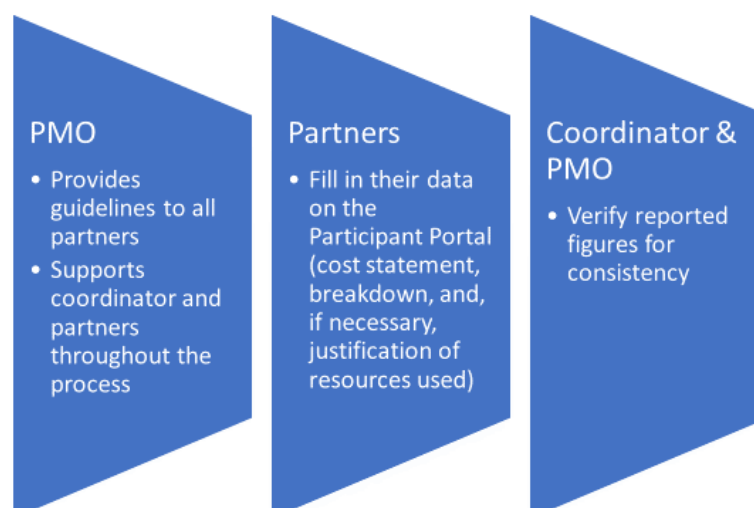 PMO
• Provides
guidelines to all
partners
• Supports
coordinator and
partners
throughout the
process
Partners
• Fill in their data
on the
Participant Portal
(cost statement,
breakdown, and,
if necessary,
justification of
resources used)
Coordinator &
PMO
• Verify reported
figures for
consistency